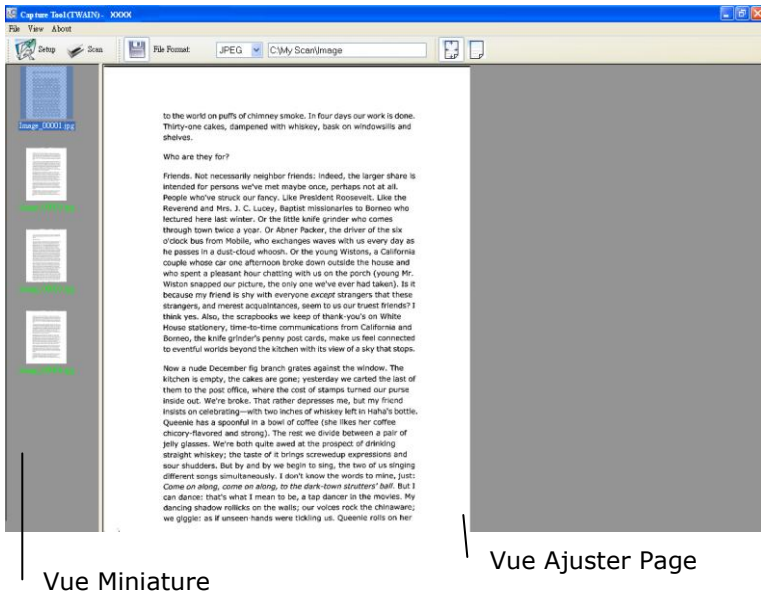 Capture Tool(TWAIN) - XXXX
File View About
Setup Scan File Format: JPEG C:\My Scan\Image
Image_00001.jpg
to the world on puffs of chimney smoke. In four days our work is done.
Thirty-one cakes, dampened with whiskey, bask on windowsills and
shelves.
Who are they for?
Friends. Not necessarily neighbor friends: indeed, the larger share is
intended for persons we've met maybe once, perhaps not at all.
People who've struck our fancy. Like President Roosevelt. Like the
Reverend and Mrs. J. C. Lucey, Baptist missionaries to Borneo who
lectured here last winter. Or the little knife grinder who comes
through town twice a year. Or Abner Packer, the driver of the six
o'clock bus from Mobile, who exchanges waves with us every day as
he passes in a dust-cloud whoosh. Or the young Wistons, a California
couple whose car one afternoon broke down outside the house and
who spent a pleasant hour chatting with us on the porch (young Mr.
Wiston snapped our picture, the only one we've ever had taken). Is it
because my friend is shy with everyone except strangers that these
strangers, and merest acquaintances, seem to us our truest friends? I
think yes. Also, the scrapbooks we keep of thank-you's on White
House stationery, time-to-time communications from California and
Borneo, the knife grinder's penny post cards, make us feel connected
to eventful worlds beyond the kitchen with its view of a sky that stops.
Now a nude December fig branch grates against the window. The
kitchen is empty, the cakes are gone; yesterday we carted the last of
them to the post office, where the cost of stamps turned our purse
inside out. We're broke. That rather depresses me, but my friend
insists on celebrating—with two inches of whiskey left in Haha's bottle.
Queenie has a spoonful in a bowl of coffee (she likes her coffee
chicory-flavored and strong). The rest we divide between a pair of
jelly glasses. We're both quite awed at the prospect of drinking
straight whiskey; the taste of it brings screwedup expressions and
sour shudders. But by and by we begin to sing, the two of us singing
different songs simultaneously. I don't know the words to mine, just:
Come on along, come on along, to the dark-town strutters' ball. But I
can dance: that's what I mean to be, a tap dancer in the movies. My
dancing shadow rollicks on the walls; our voices rock the chinaware;
we giggle: as if unseen hands were tickling us. Queenie rolls on her
Vue Ajuster Page
Vue Miniature